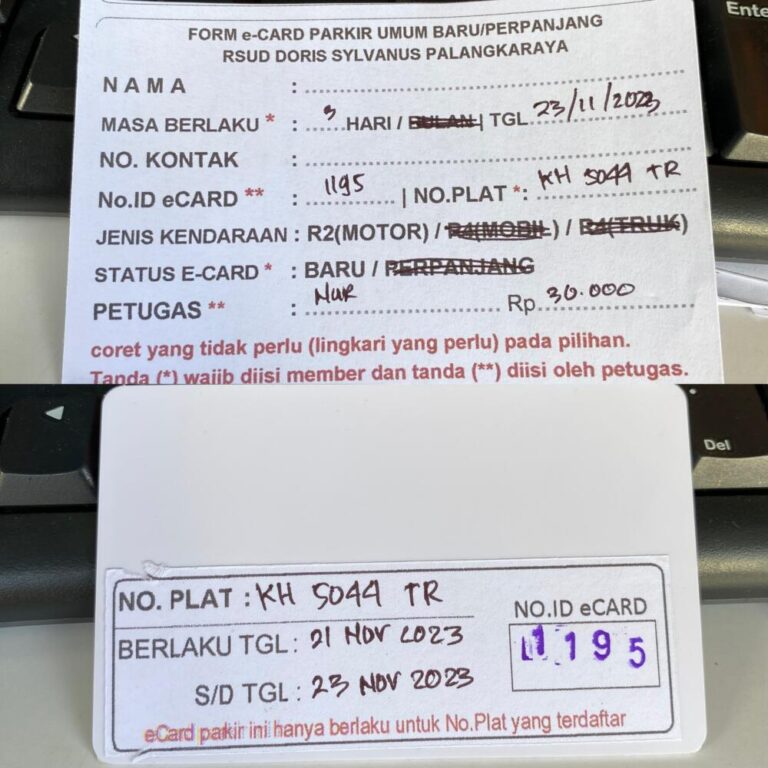 Ente
FORM e-CARD PARKIR UMUM BARU/PERPANJANG
RSUD DORIS SYLVANUS PALANGKARAYA
NAMA :
MASA BERLAKU * : 3 HARI / BULAN | TGL 23/11/2023
NO. KONTAK :
No.ID eCARD ** : 1195 | NO.PLAT *: KH 5044 TR
JENIS KENDARAAN : R2(MOTOR) / R4(MOBIL) / R4(TRUK)
STATUS E-CARD * : BARU / PERPANJANG
PETUGAS ** : NUR Rp. 30.000
coret yang tidak perlu (lingkari yang perlu) pada pilihan.
Tanda (*) wajib diisi member dan tanda (**) diisi oleh petugas.
Del
NO. PLAT : KH 5044 TR
BERLAKU TGL : 21 NOV 2023
S/D TGL : 23 NOV 2023
NO.ID eCARD
1195
eCard parkir ini hanya berlaku untuk No.Plat yang terdaftar